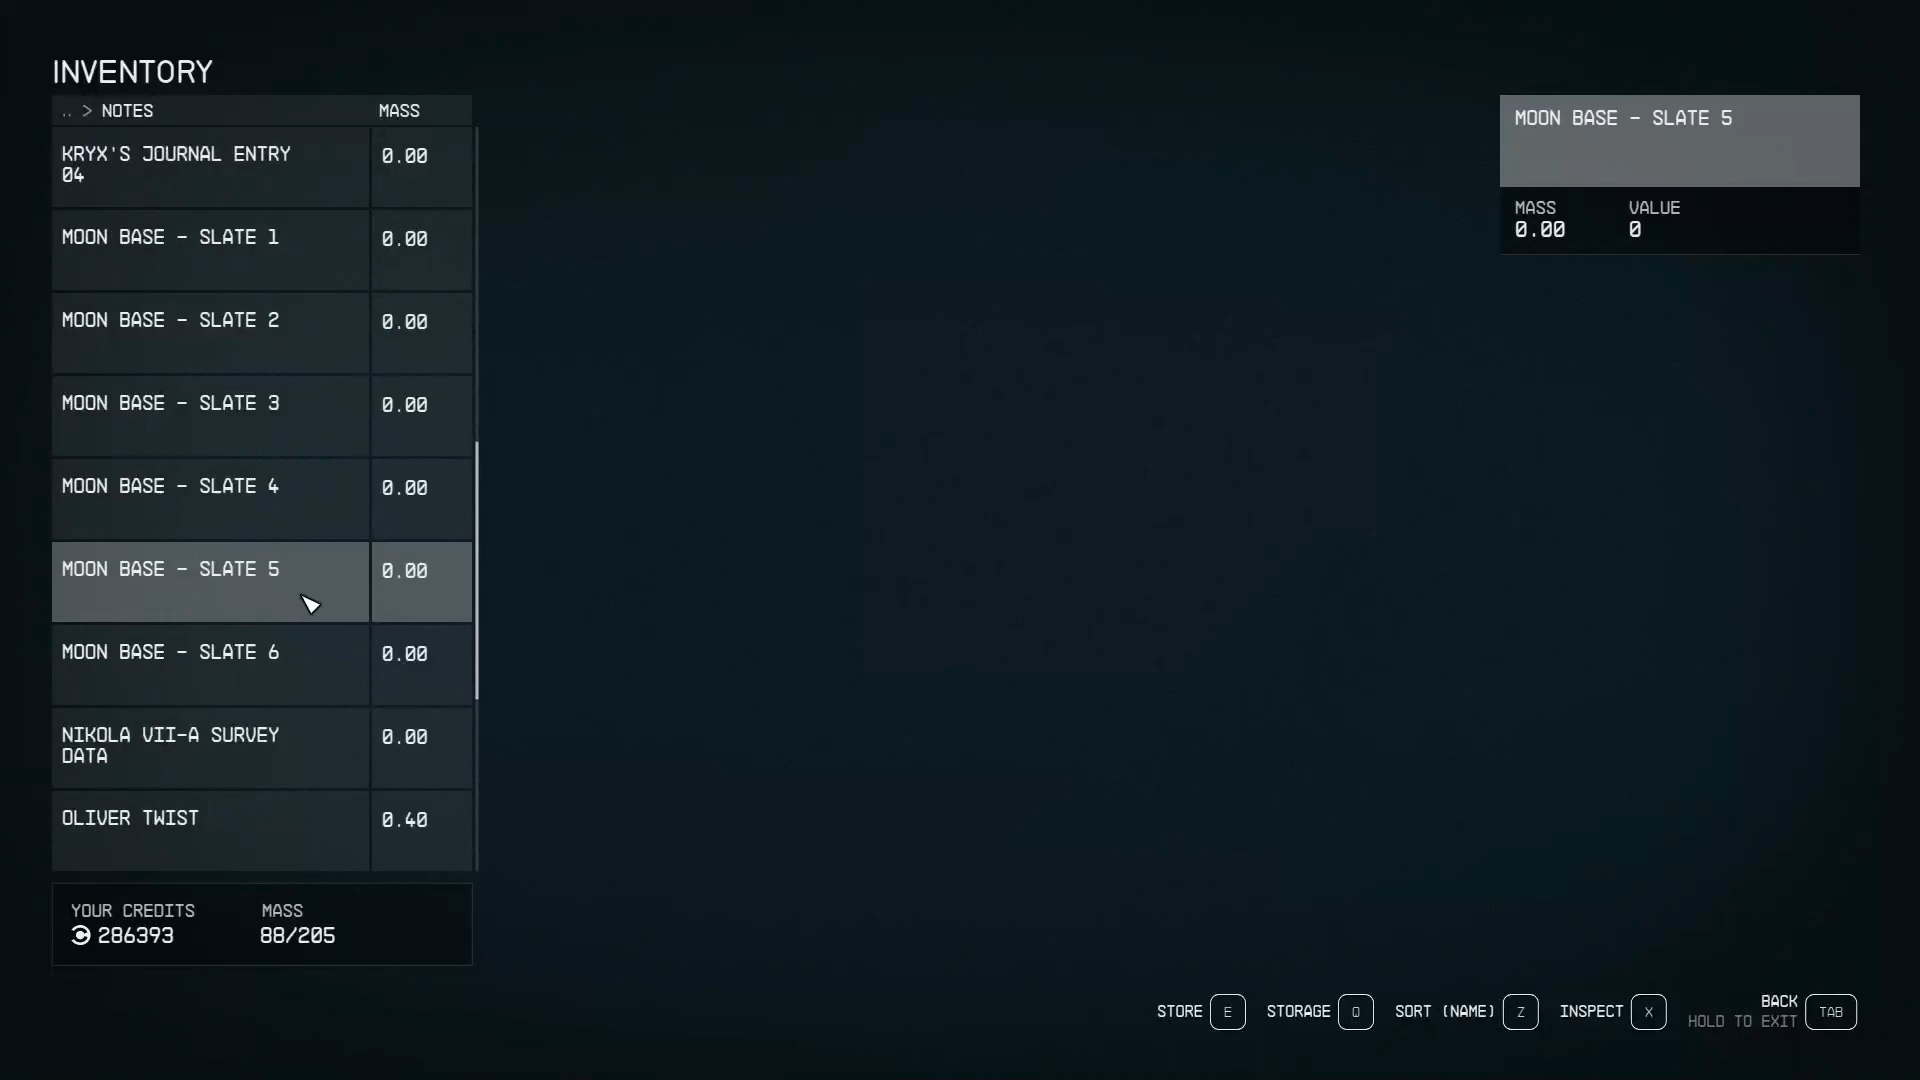 INVENTORY
.. > NOTES MASS
KRYX'S JOURNAL ENTRY 0.00
04
MOON BASE - SLATE 1 0.00
MOON BASE - SLATE 2 0.00
MOON BASE - SLATE 3 0.00
MOON BASE - SLATE 4 0.00
MOON BASE - SLATE 5 0.00
MOON BASE - SLATE 6 0.00
NIKOLA VII-A SURVEY 0.00
DATA
OLIVER TWIST 0.40
YOUR CREDITS MASS
286393 88/205
MOON BASE - SLATE 5
MASS VALUE
0.00 0
STORE E STORAGE Q SORT (NAME) Z INSPECT X BACK TAB
HOLD TO EXIT